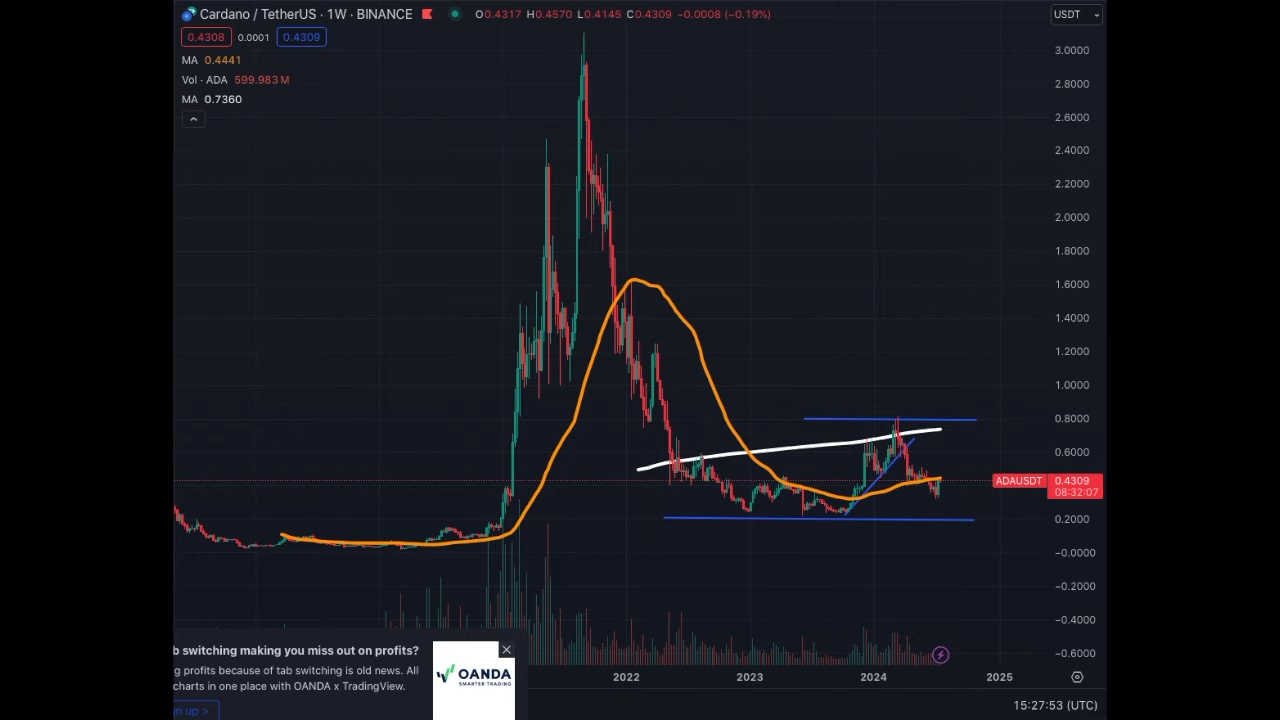 Cardano / TetherUS · 1W · BINANCE O0.4317 H0.4570 L0.4145 C0.4309 −0.0008 (−0.19%)
USDT
0.4308 0.0001 0.4309
MA 0.4441
Vol · ADA 599.983 M
MA 0.7360
3.0000
2.8000
2.6000
2.4000
2.2000
2.0000
1.8000
1.6000
1.4000
1.2000
1.0000
0.8000
0.6000
ADAUSDT 0.4309
08:32:07
0.2000
−0.0000
−0.2000
−0.4000
−0.6000
b switching making you miss out on profits?
g profits because of tab switching is old news. All
charts in one place with OANDA x TradingView.
gn up >
OANDA
SMARTER TRADING
2022 2023 2024 2025
15:27:53 (UTC)